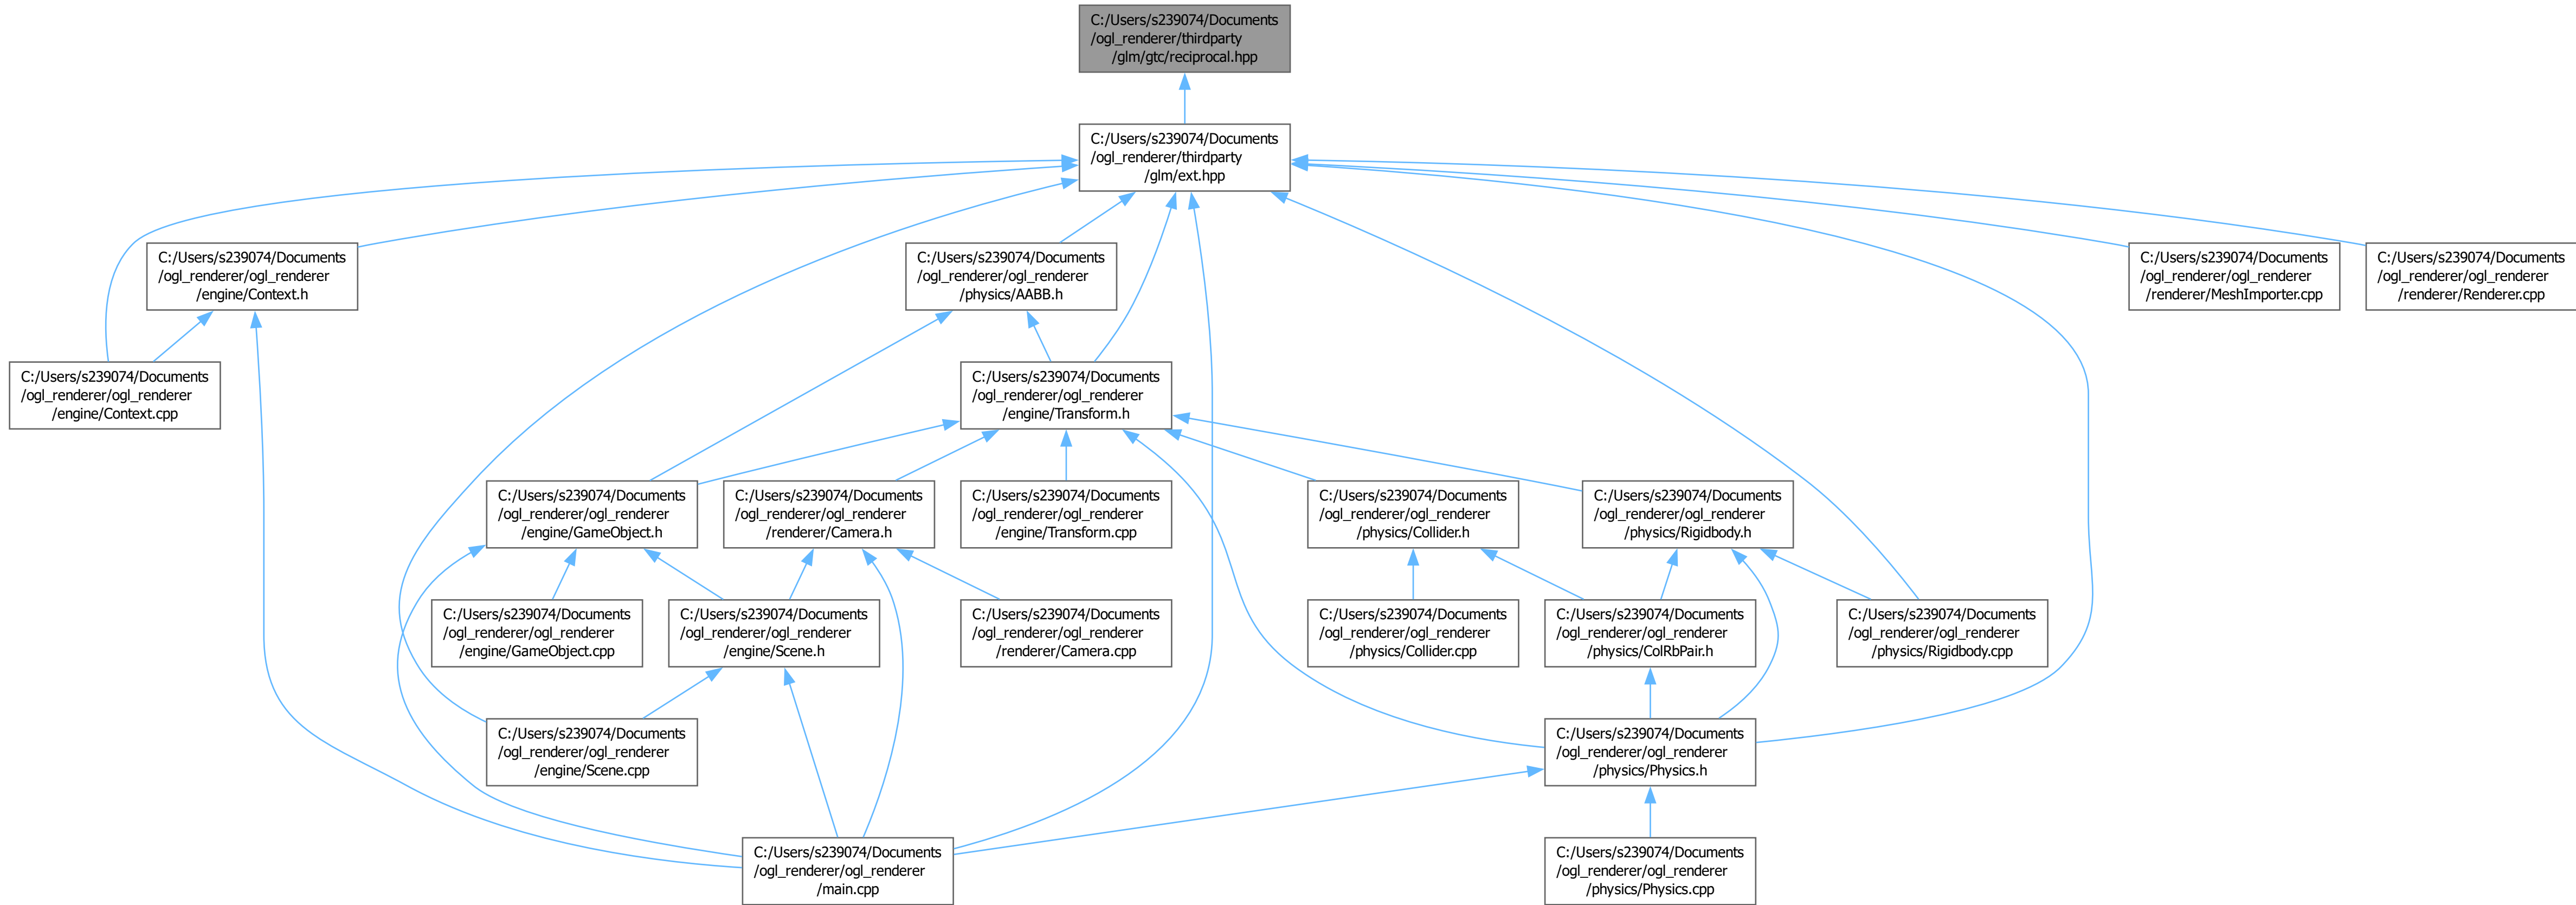 C:/Users/s239074/Documents
/ogl_renderer/thirdparty
/glm/gtc/reciprocal.hpp
C:/Users/s239074/Documents
/ogl_renderer/thirdparty
/glm/ext.hpp
C:/Users/s239074/Documents
/ogl_renderer/ogl_renderer
/engine/Context.h
C:/Users/s239074/Documents
/ogl_renderer/ogl_renderer
/physics/AABB.h
C:/Users/s239074/Documents
/ogl_renderer/ogl_renderer
/renderer/MeshImporter.cpp
C:/Users/s239074/Documents
/ogl_renderer/ogl_renderer
/renderer/Renderer.cpp
C:/Users/s239074/Documents
/ogl_renderer/ogl_renderer
/engine/Context.cpp
C:/Users/s239074/Documents
/ogl_renderer/ogl_renderer
/engine/Transform.h
C:/Users/s239074/Documents
/ogl_renderer/ogl_renderer
/engine/GameObject.h
C:/Users/s239074/Documents
/ogl_renderer/ogl_renderer
/renderer/Camera.h
C:/Users/s239074/Documents
/ogl_renderer/ogl_renderer
/engine/Transform.cpp
C:/Users/s239074/Documents
/ogl_renderer/ogl_renderer
/physics/Collider.h
C:/Users/s239074/Documents
/ogl_renderer/ogl_renderer
/physics/Rigidbody.h
C:/Users/s239074/Documents
/ogl_renderer/ogl_renderer
/engine/GameObject.cpp
C:/Users/s239074/Documents
/ogl_renderer/ogl_renderer
/engine/Scene.h
C:/Users/s239074/Documents
/ogl_renderer/ogl_renderer
/renderer/Camera.cpp
C:/Users/s239074/Documents
/ogl_renderer/ogl_renderer
/physics/Collider.cpp
C:/Users/s239074/Documents
/ogl_renderer/ogl_renderer
/physics/ColRbPair.h
C:/Users/s239074/Documents
/ogl_renderer/ogl_renderer
/physics/Rigidbody.cpp
C:/Users/s239074/Documents
/ogl_renderer/ogl_renderer
/engine/Scene.cpp
C:/Users/s239074/Documents
/ogl_renderer/ogl_renderer
/physics/Physics.h
C:/Users/s239074/Documents
/ogl_renderer/ogl_renderer
/main.cpp
C:/Users/s239074/Documents
/ogl_renderer/ogl_renderer
/physics/Physics.cpp